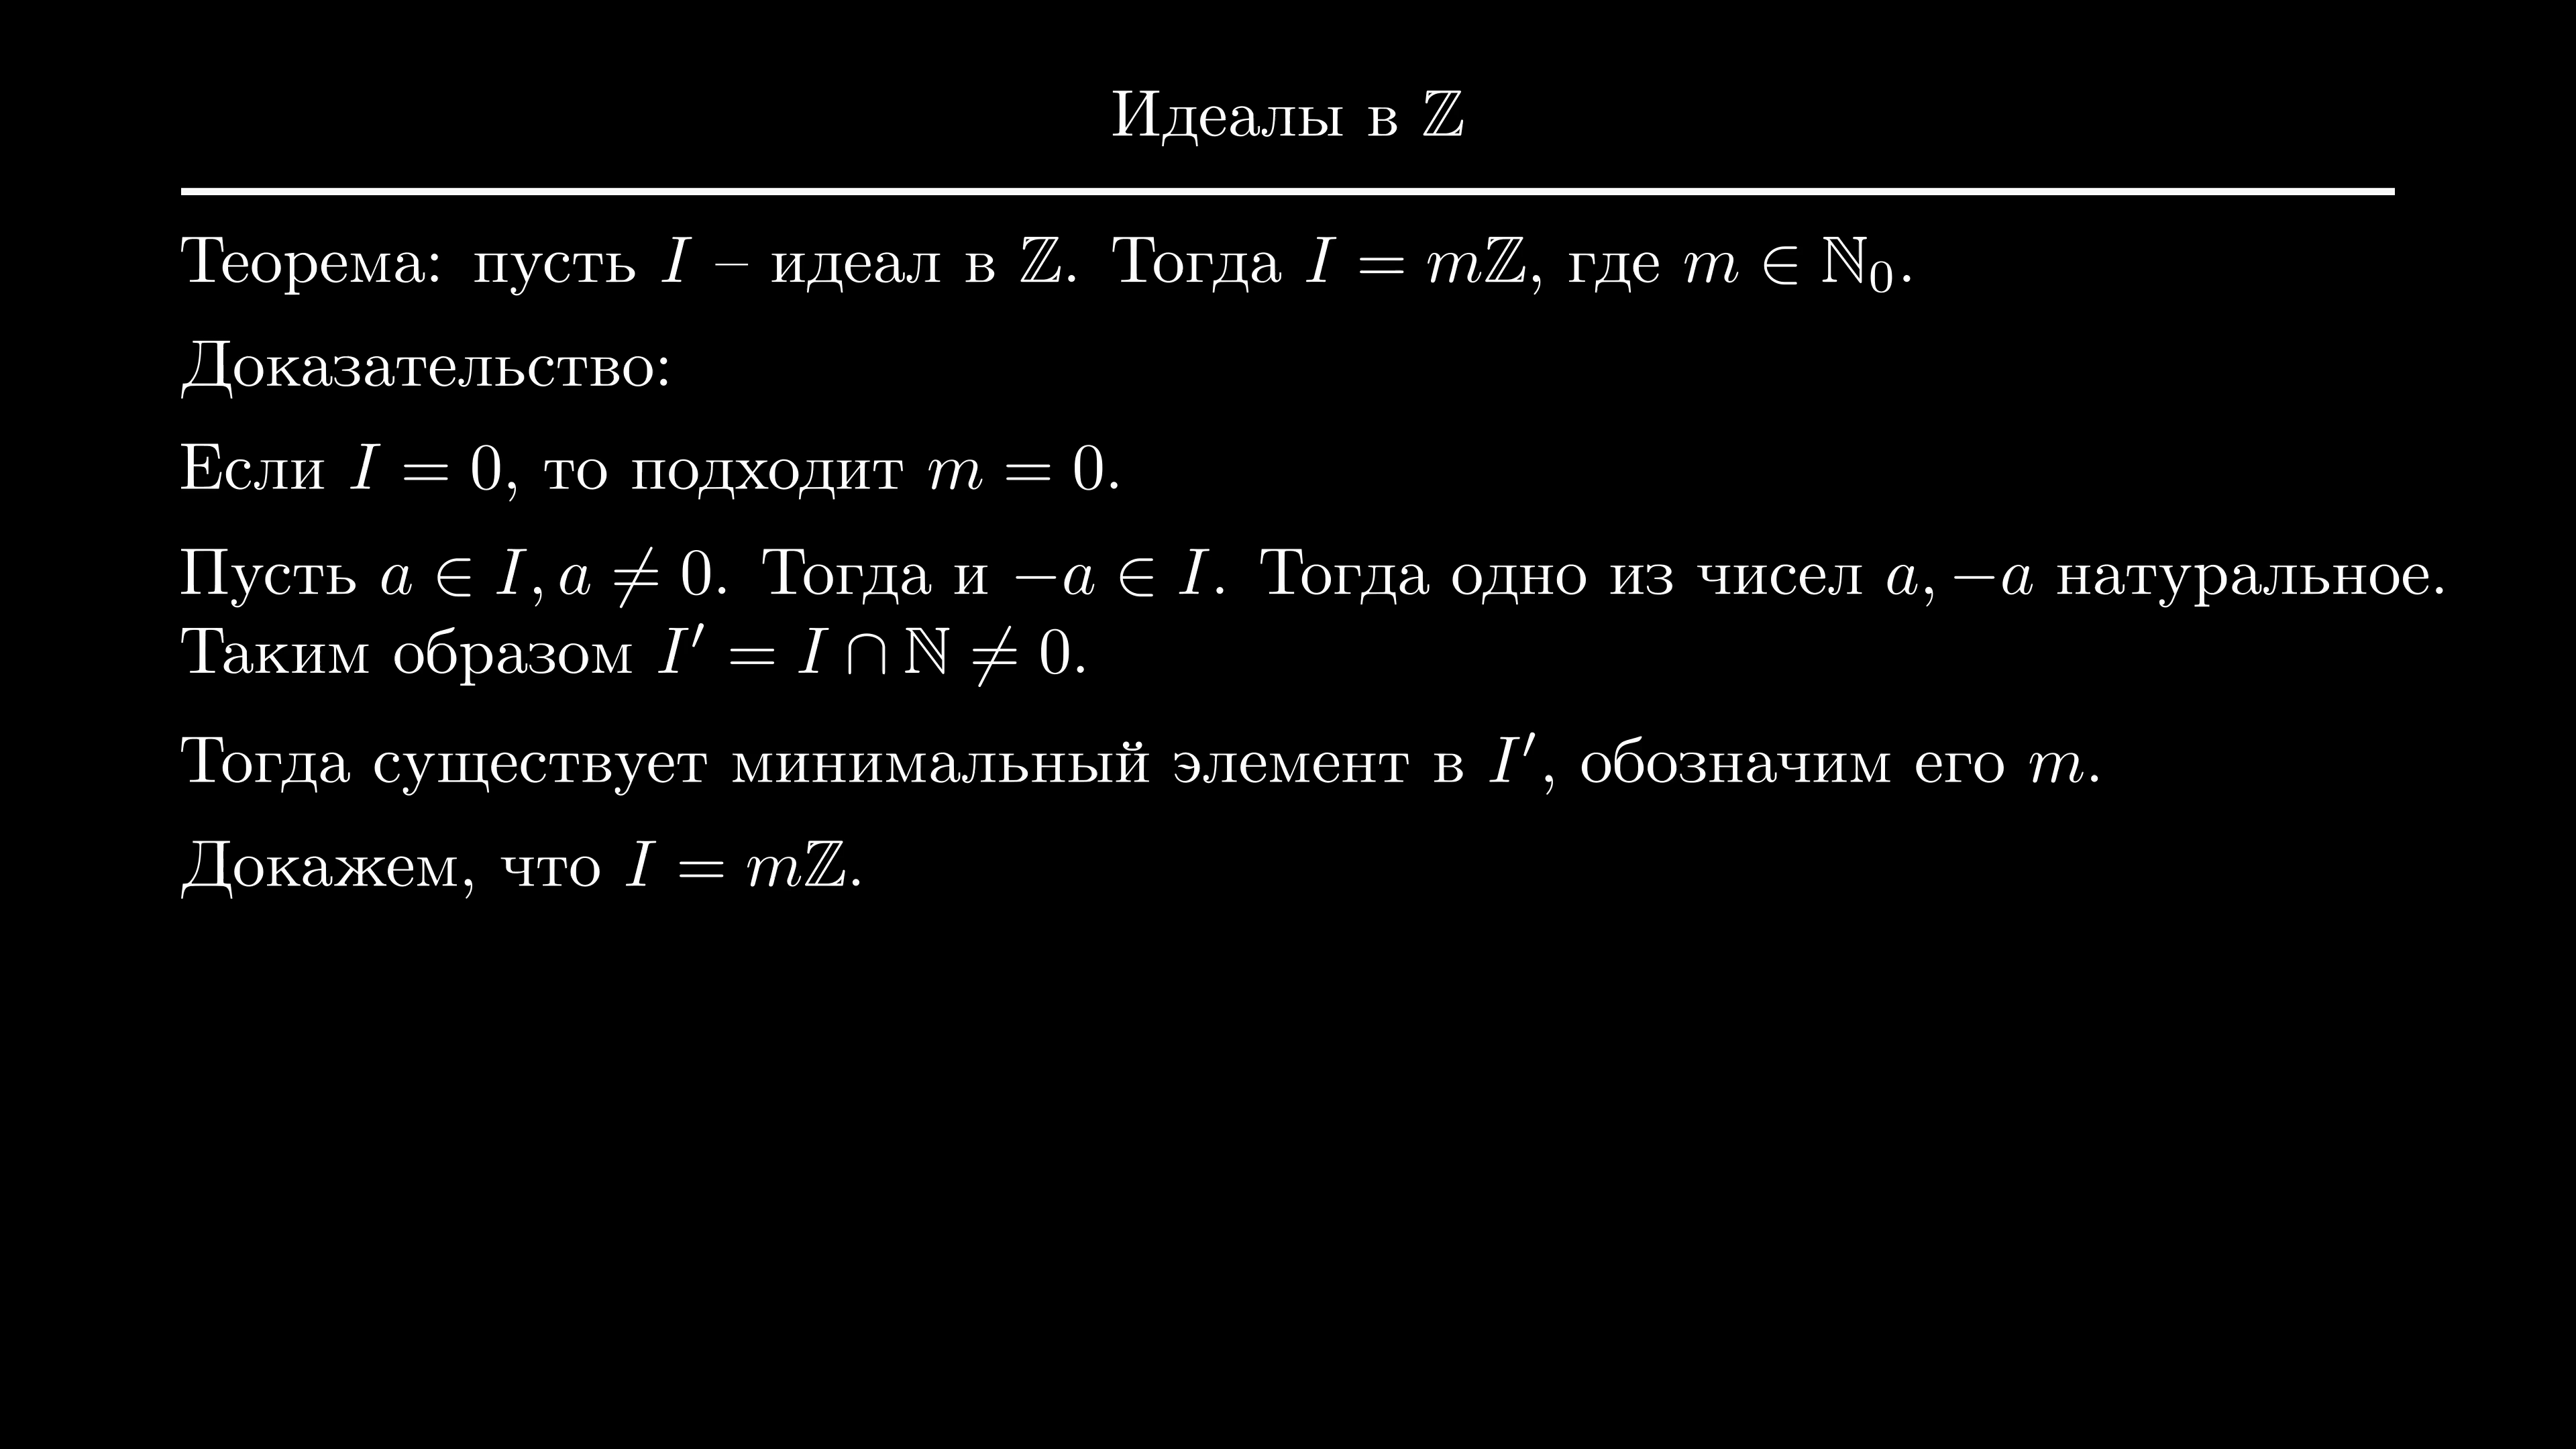 Идеалы в ℤ
Теорема: пусть I – идеал в ℤ. Тогда I = mℤ, где m ∈ ℕ₀.
Доказательство:
Если I = 0, то подходит m = 0.
Пусть a ∈ I, a ≠ 0. Тогда и −a ∈ I. Тогда одно из чисел a, −a натуральное.
Таким образом I′ = I ∩ ℕ ≠ 0.
Тогда существует минимальный элемент в I′, обозначим его m.
Докажем, что I = mℤ.